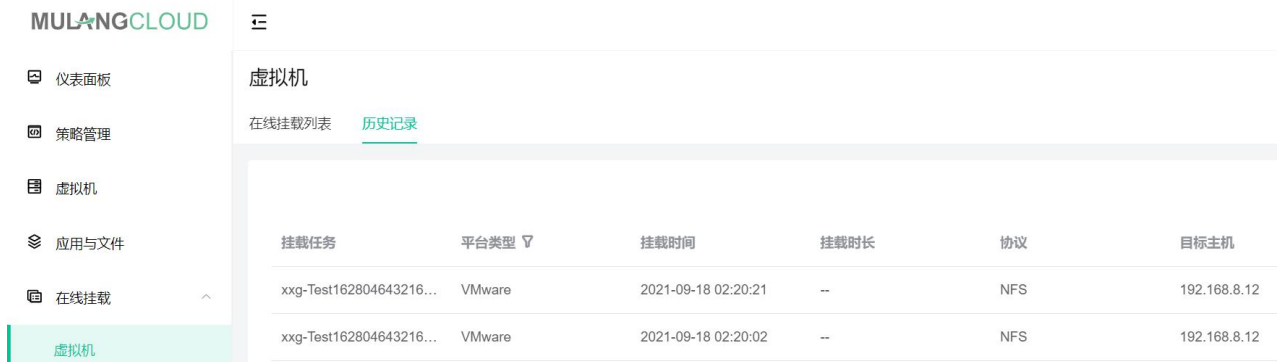 MULANGCLOUD
仪表面板
策略管理
虚拟机
应用与文件
在线挂载
虚拟机
虚拟机
在线挂载列表 历史记录
挂载任务 平台类型 挂载时间 挂载时长 协议 目标主机
xxg-Test162804643216... VMware 2021-09-18 02:20:21 -- NFS 192.168.8.12
xxg-Test162804643216... VMware 2021-09-18 02:20:02 -- NFS 192.168.8.12